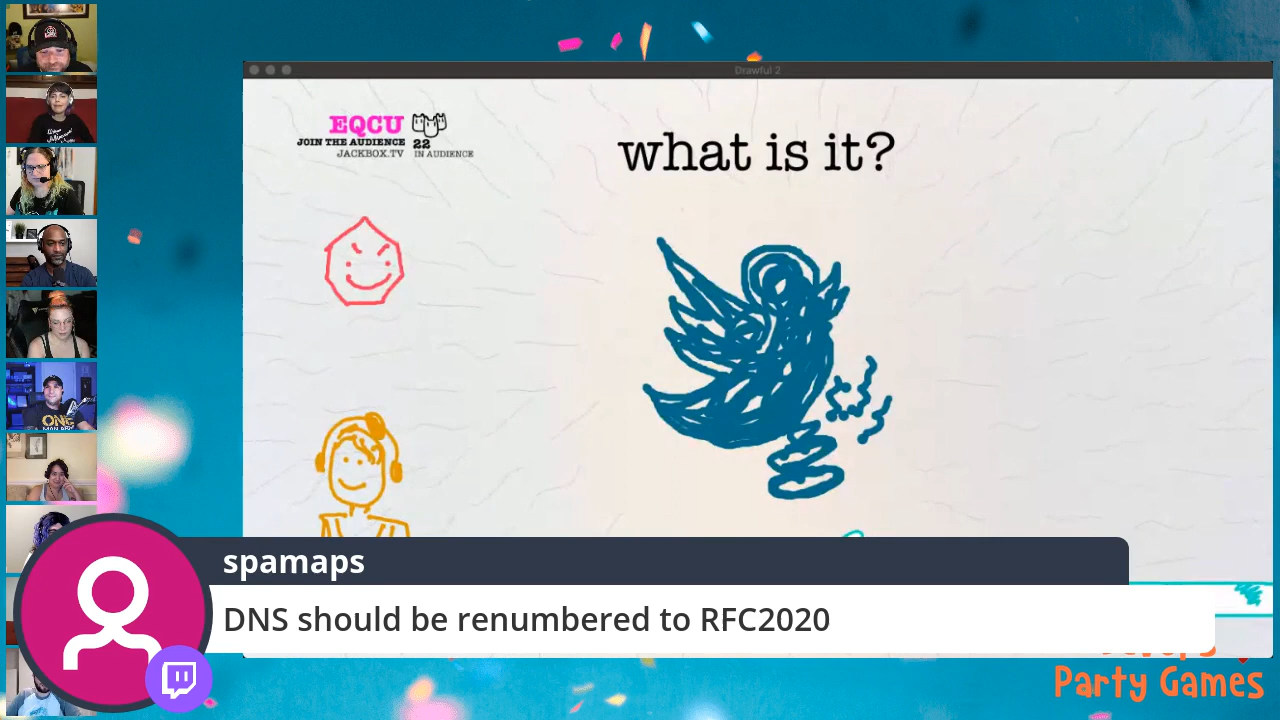 Drawful 2
EQCU
JOIN THE AUDIENCE 22
JACKBOX.TV IN AUDIENCE
what is it?
spamaps
DNS should be renumbered to RFC2020
Party Games